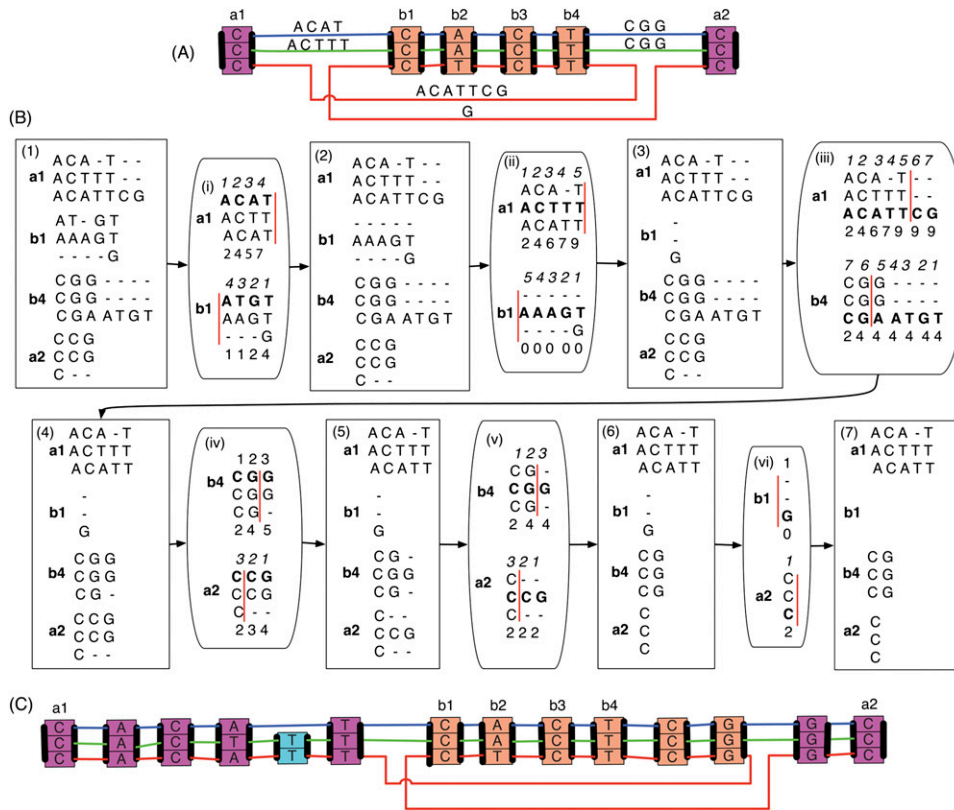 a1 b1 b2 b3 b4 a2
(A)
C ACAT C A C T CGG C
C ACTTT C A C T CGG C
C C T C T C
ACATTCG
G
(B)
(1)
ACA-T--
a1 ACTTT--
ACATTCG
AT-GT
b1 AAAGT
----G
CGG----
b4 CGG----
CGAATGT
CCG
a2 CCG
C--
(i)
1234
ACAT
a1 ACTT
ACAT
2457
4321
b1 ATGT
AAGT
---G
1124
(2)
ACA-T--
a1 ACTTT--
ACATTCG
-----
b1 AAAGT
----G
CGG----
b4 CGG----
CGAATGT
CCG
a2 CCG
C--
(ii)
1234 5
ACA-T
a1 ACTTT
ACATT
24679
54321
-----
b1 AAAGT
----G
00000
(3)
ACA-T--
a1 ACTTT--
ACATTCG
-
b1 -
G
CGG----
b4 CGG----
CGAATGT
CCG
a2 CCG
C--
(iii)
1234567
ACA-T--
a1 ACTTT--
ACATTCG
2467999
7654321
CGG----
b4 CGG----
CGAATGT
2444444
(4)
ACA-T
a1 ACTTT
ACATT
-
b1 -
G
CGG
b4 CGG
CG-
CCG
a2 CCG
C--
(iv)
123
b4 CGG
CGG
CG-
245
321
CCG
a2 CCG
C--
234
(5)
ACA-T
a1 ACTTT
ACATT
-
b1 -
G
CG-
b4 CGG
CG-
C--
a2 CCG
C--
(v)
123
CG-
b4 CGG
CG-
244
321
C--
a2 CCG
C--
222
(6)
ACA-T
a1 ACTTT
ACATT
-
b1 -
G
CG
b4 CG
CG
C
a2 C
C
(vi)
1
-
b1 -
G
0
1
C
a2 C
C
2
(7)
ACA-T
a1 ACTTT
ACATT
b1
CG
b4 CG
CG
C
a2 C
C
(C)
a1 b1 b2 b3 b4 a2
C A C A T C A C T C G G C
C A C T T T C A C T C G G C
C A C A T T C T C T C G G C